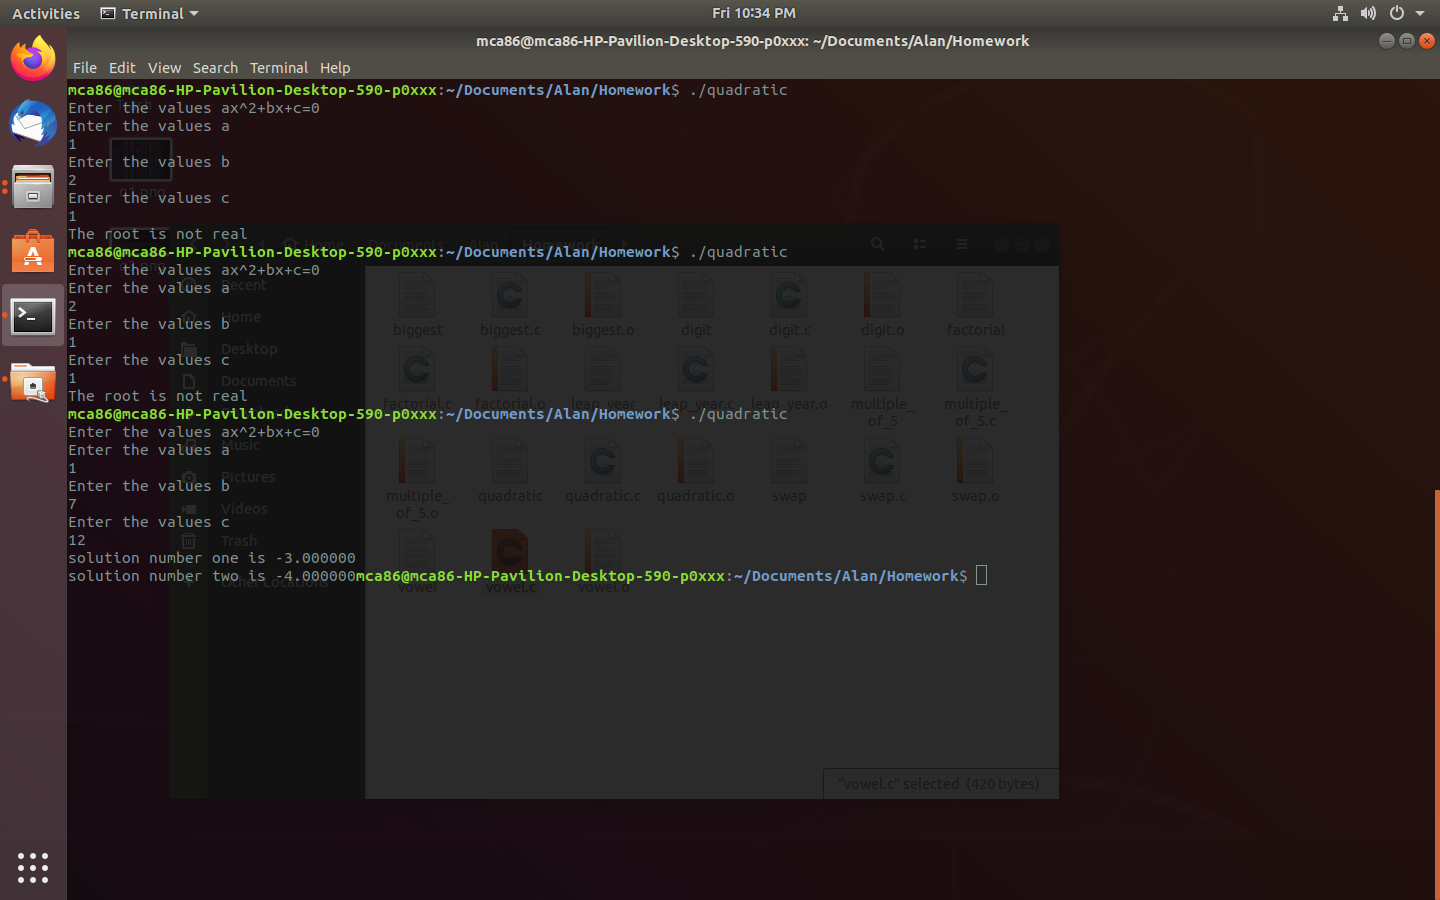 Activities Terminal Fri 10:34 PM
mca86@mca86-HP-Pavilion-Desktop-590-p0xxx: ~/Documents/Alan/Homework
File Edit View Search Terminal Help
mca86@mca86-HP-Pavilion-Desktop-590-p0xxx:~/Documents/Alan/Homework$ ./quadratic
Enter the values ax^2+bx+c=0
Enter the values a
1
Enter the values b
2
Enter the values c
1
The root is not real
mca86@mca86-HP-Pavilion-Desktop-590-p0xxx:~/Documents/Alan/Homework$ ./quadratic
Enter the values ax^2+bx+c=0
Enter the values a
2
Enter the values b
1
Enter the values c
1
The root is not real
mca86@mca86-HP-Pavilion-Desktop-590-p0xxx:~/Documents/Alan/Homework$ ./quadratic
Enter the values ax^2+bx+c=0
Enter the values a
1
Enter the values b
7
Enter the values c
12
solution number one is -3.000000
solution number two is -4.000000mca86@mca86-HP-Pavilion-Desktop-590-p0xxx:~/Documents/Alan/Homework$
Recent
Home
Desktop
Documents
Music
Pictures
Videos
Trash
Other Locations
biggest biggest.c biggest.o digit digit.c digit.o factorial
factorial.c factorial.o leap_year leap_year.c leap_year.o multiple_of_5 multiple_of_5.c
multiple_of_5.o quadratic quadratic.c quadratic.o swap swap.c swap.o
vowel vowel.c vowel.o
"vowel.c" selected (420 bytes)